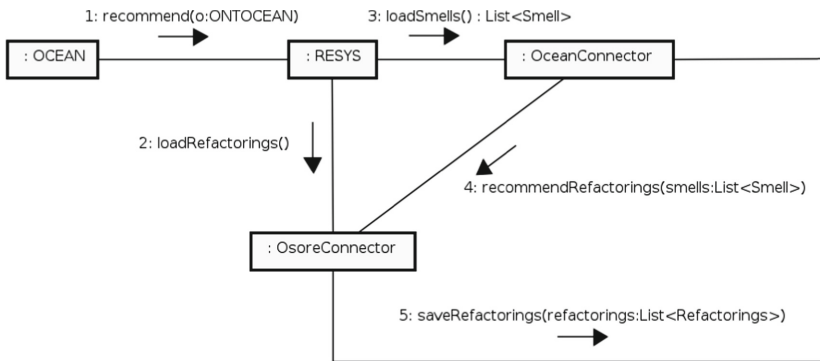 1: recommend(o:ONTOCEAN)
3: loadSmells() : List<Smell>
: OCEAN
: RESYS
: OceanConnector
2: loadRefactorings()
4: recommendRefactorings(smells:List<Smell>)
: OsoreConnector
5: saveRefactorings(refactorings:List<Refactorings>)